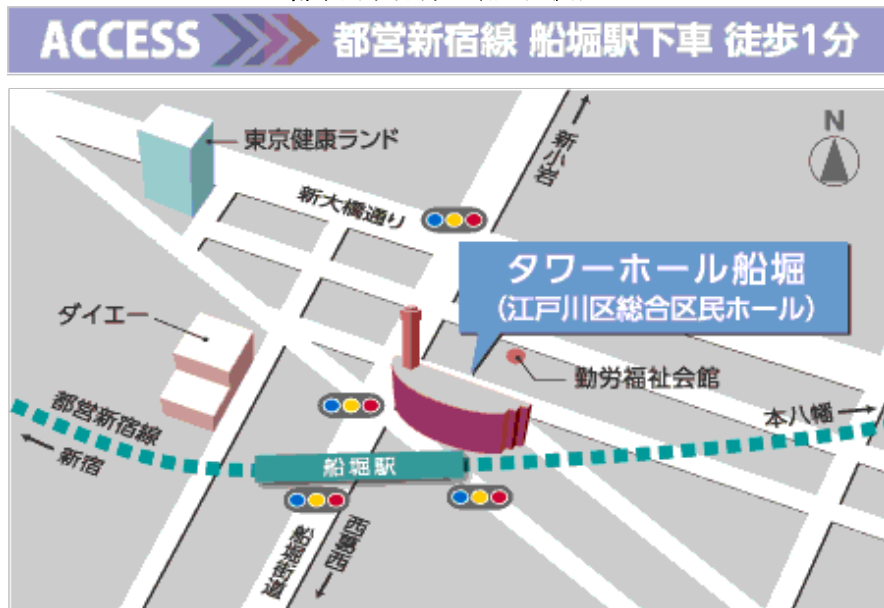 ACCESS 都営新宿線 船堀駅下車 徒歩1分
N
東京健康ランド
新小岩
新大橋通り
タワーホール船堀
(江戸川区総合区民ホール)
ダイエー
勤労福祉会館
都営新宿線
本八幡
新宿
船堀駅
船堀街道
西葛西